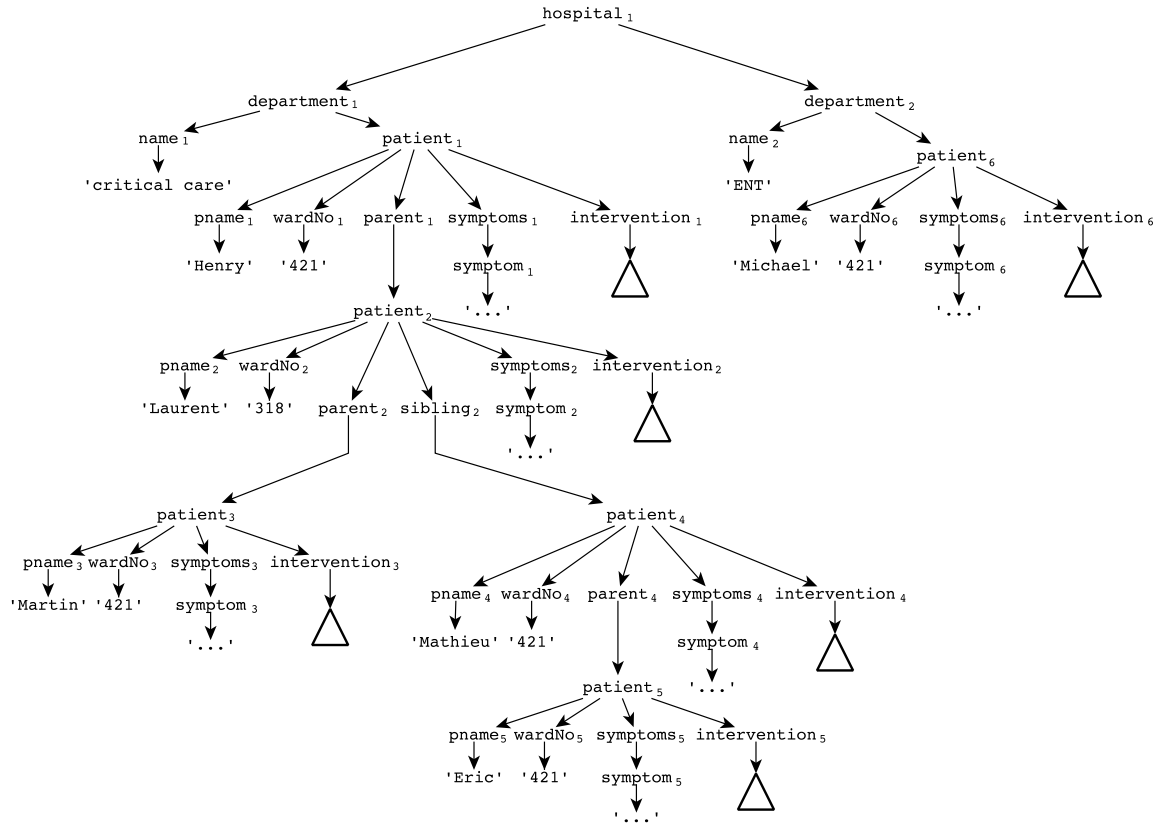 hospital₁
department₁ department₂
name₁ patient₁ name₂ patient₆
'critical care' 'ENT'
pname₁ wardNo₁ parent₁ symptoms₁ intervention₁ pname₆ wardNo₆ symptoms₆ intervention₆
'Henry' '421' symptom₁ 'Michael' '421' symptom₆
'...' '...'
patient₂
pname₂ wardNo₂ symptoms₂ intervention₂
'Laurent' '318' parent₂ sibling₂ symptom₂
'...'
patient₃ patient₄
pname₃ wardNo₃ symptoms₃ intervention₃
pname₄ wardNo₄ parent₄ symptoms₄ intervention₄
'Martin' '421' symptom₃
'...'
'Mathieu' '421' symptom₄
'...'
patient₅
pname₅ wardNo₅ symptoms₅ intervention₅
'Eric' '421' symptom₅
'...'